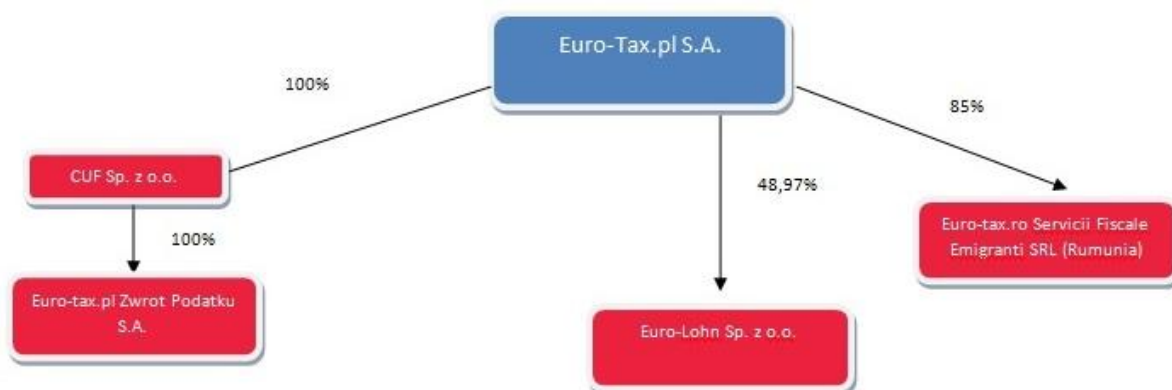 Euro-Tax.pl S.A.
100%
85%
CUF Sp. z o.o.
48,97%
100%
Euro-tax.ro Servicii Fiscale
Emigranti SRL (Rumunia)
Euro-tax.pl Zwrot Podatku
S.A.
Euro-Lohn Sp. z o.o.